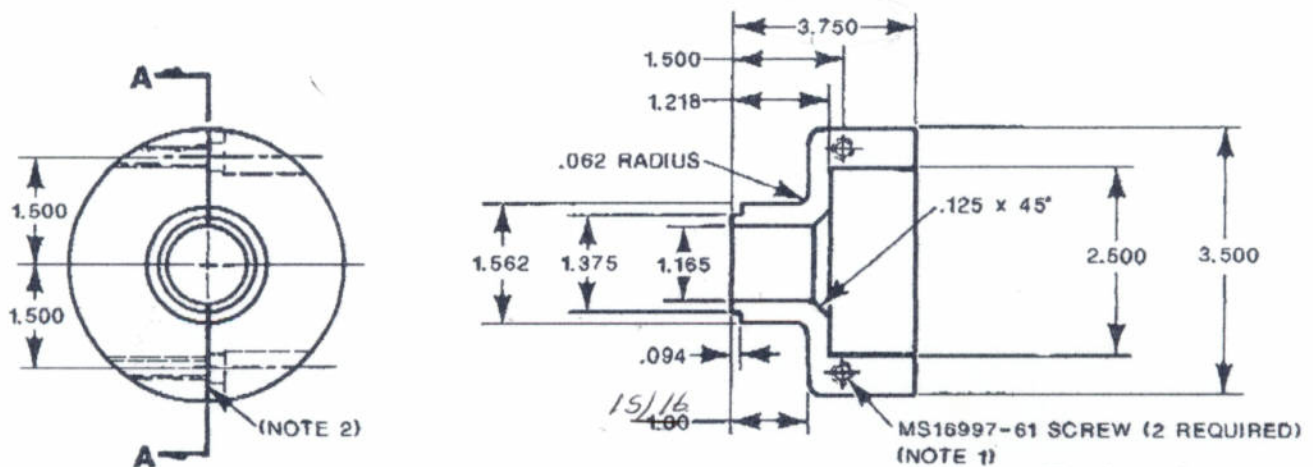 A
1.500
1.500
(NOTE 2)
A
3.750
1.500
1.218
.062 RADIUS
.125 x 45°
1.562
1.375
1.165
2.500
3.500
.094
15/16
1.00
MS16997-61 SCREW (2 REQUIRED)
(NOTE 1)